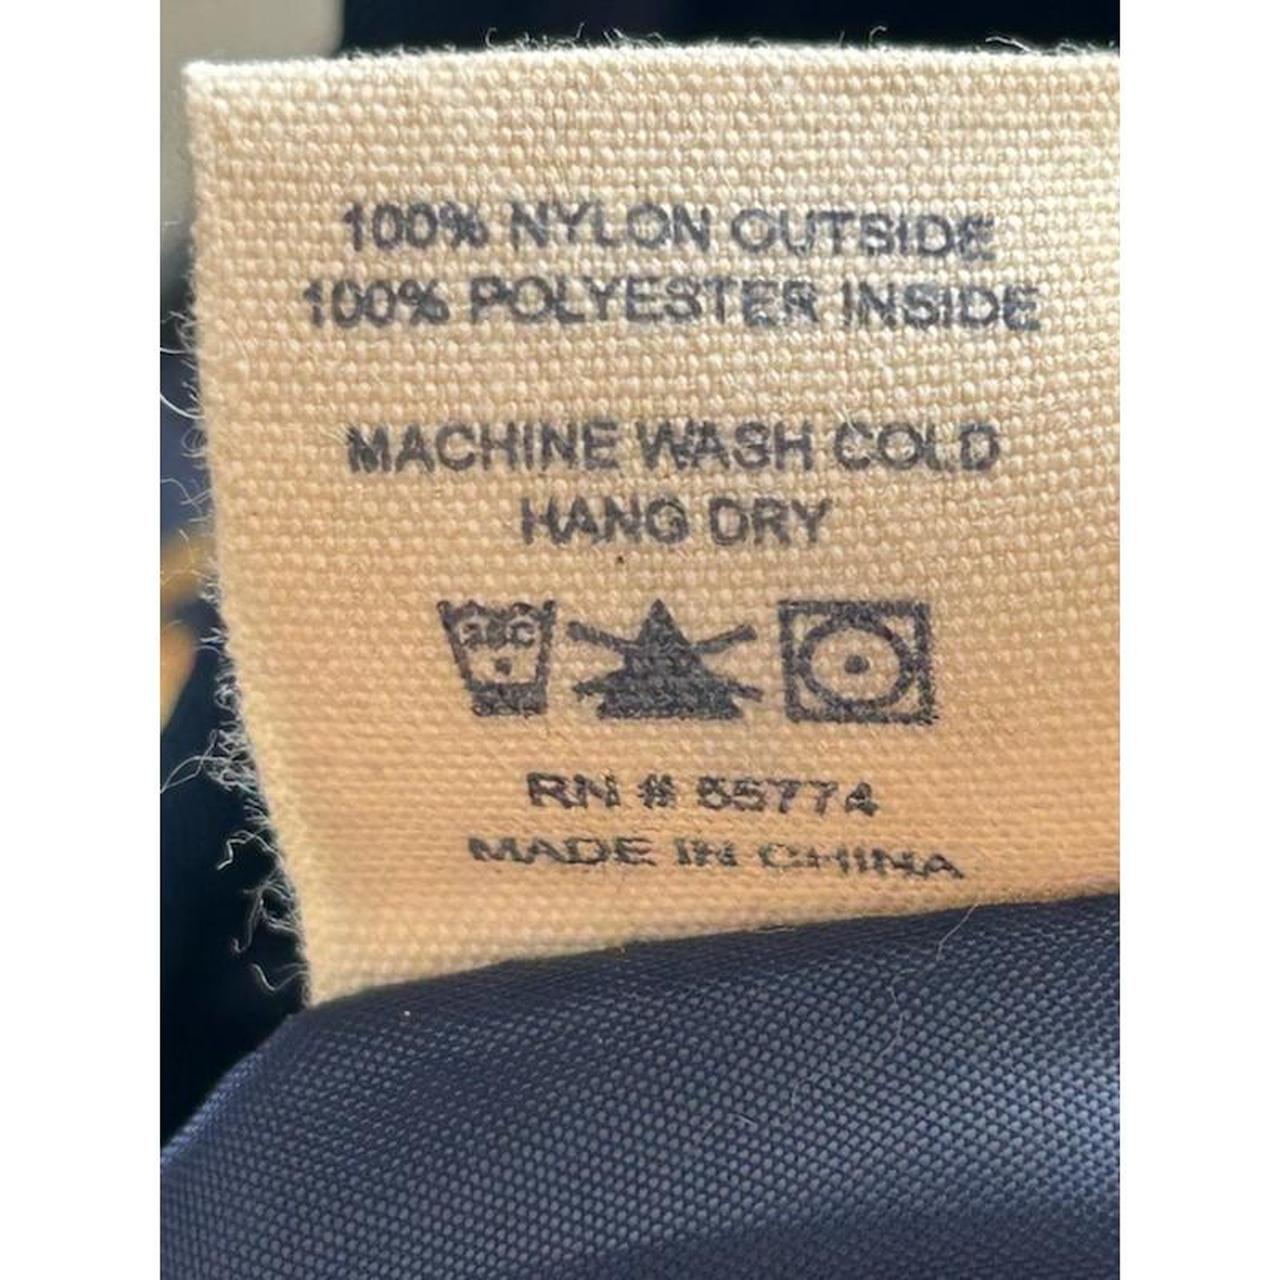 100% NYLON OUTSIDE
100% POLYESTER INSIDE
MACHINE WASH COLD
HANG DRY
RN # 55774
MADE IN CHINA